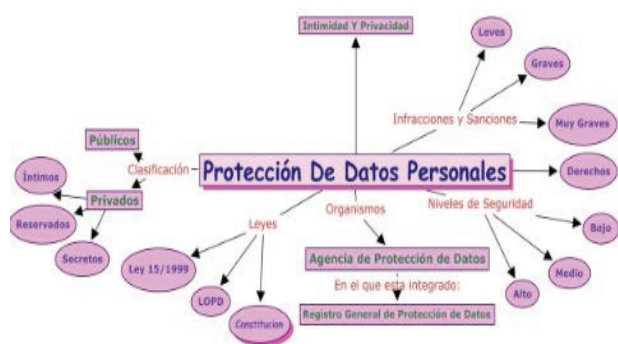 Intimidad Y Privacidad
Leves
Graves
Infracciones y Sanciones
Muy Graves
Públicos
Clasificación
Protección De Datos Personales
Derechos
Íntimos
Privados
Reservados
Secretos
Organismos
Niveles de Seguridad
Leyes
Bajo
Medio
Alto
Ley 15/1999
LOPD
Constitucion
Agencia de Protección de Datos
En el que esta integrado:
Registro General de Protección de Datos